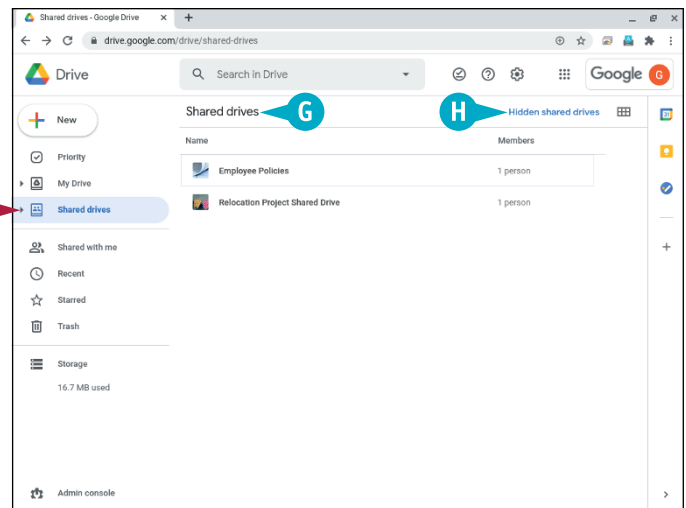 Shared drives - Google Drive
drive.google.com/drive/shared-drives
Drive
Search in Drive
Google
G
New
Shared drives
G
H
Hidden shared drives
31
Name
Members
Priority
Employee Policies
1 person
My Drive
Shared drives
Relocation Project Shared Drive
1 person
Shared with me
Recent
Starred
Trash
Storage
16.7 MB used
Admin console